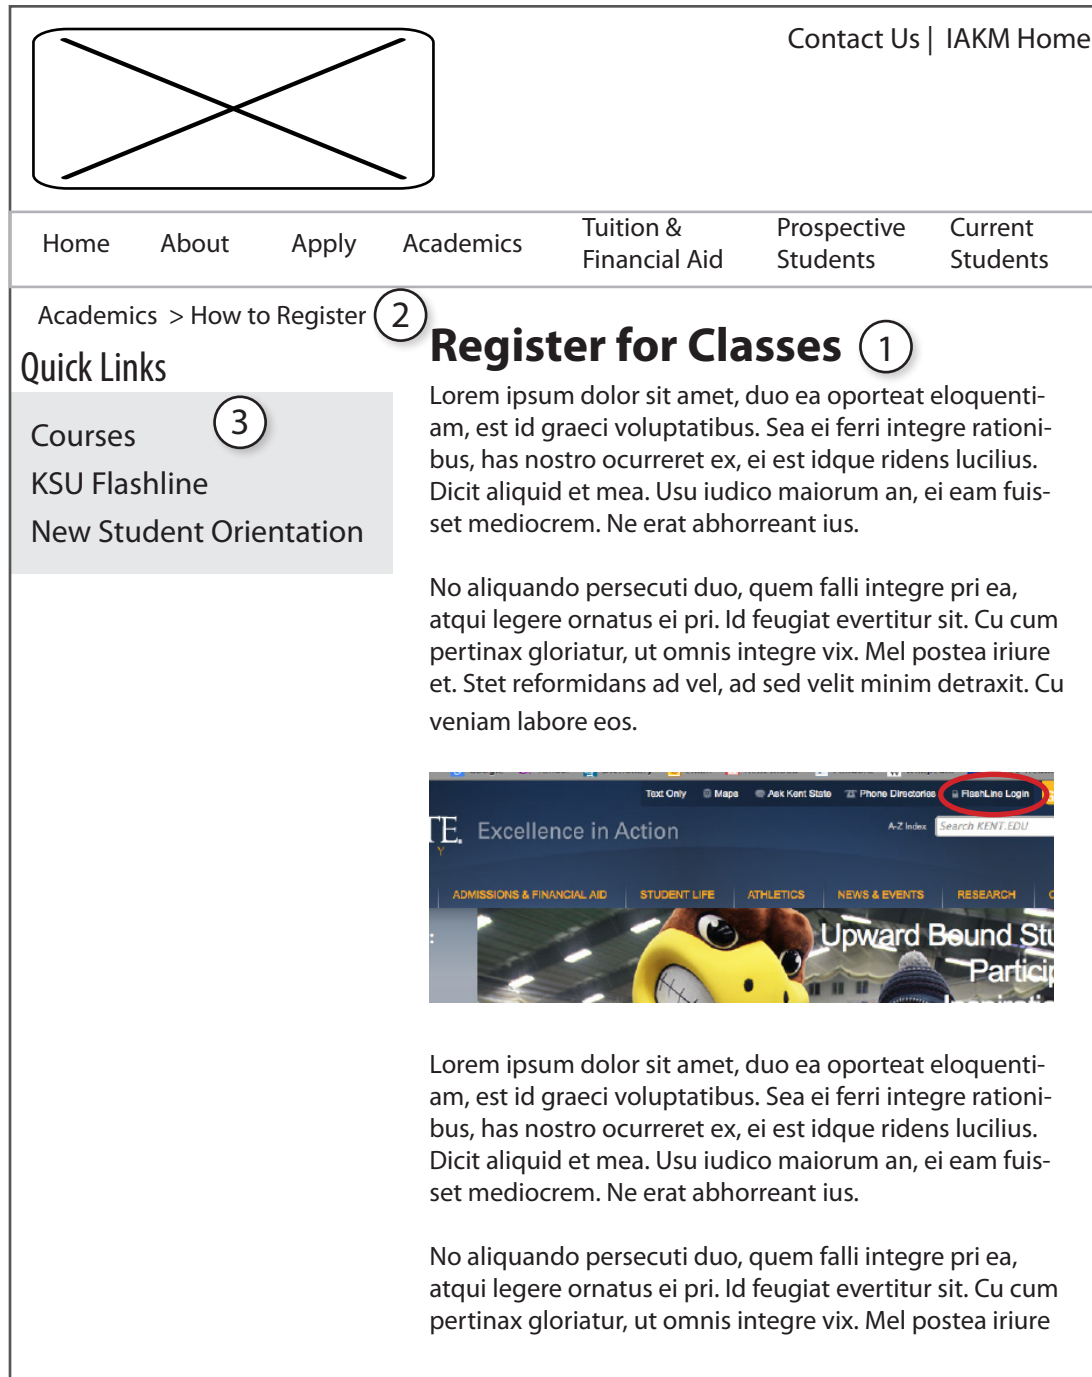 Contact Us | IAKM Home
Home About Apply Academics Tuition & Financial Aid Prospective Students Current Students
Academics > How to Register 2
Register for Classes 1
Quick Links
Courses 3
KSU Flashline
New Student Orientation
Lorem ipsum dolor sit amet, duo ea oporteat eloquenti-
am, est id graeci voluptatibus. Sea ei ferri integre rationi-
bus, has nostro ocurreret ex, ei est idque ridens lucilius.
Dicit aliquid et mea. Usu iudico maiorum an, ei eam fuis-
set mediocrem. Ne erat abhorreant ius.
No aliquando persecuti duo, quem falli integre pri ea,
atqui legere ornatus ei pri. Id feugiat evertitur sit. Cu cum
pertinax gloriatur, ut omnis integre vix. Mel postea iriure
et. Stet reformidans ad vel, ad sed velit minim detraxit. Cu
veniam labore eos.
Text Only Maps Ask Kent State Phone Directories FlashLine Login
TE. Excellence in Action A-Z Index Search KENT.EDU
Y
ADMISSIONS & FINANCIAL AID STUDENT LIFE ATHLETICS NEWS & EVENTS RESEARCH
Upward Bound Stu
Particip
Lorem ipsum dolor sit amet, duo ea oporteat eloquenti-
am, est id graeci voluptatibus. Sea ei ferri integre rationi-
bus, has nostro ocurreret ex, ei est idque ridens lucilius.
Dicit aliquid et mea. Usu iudico maiorum an, ei eam fuis-
set mediocrem. Ne erat abhorreant ius.
No aliquando persecuti duo, quem falli integre pri ea,
atqui legere ornatus ei pri. Id feugiat evertitur sit. Cu cum
pertinax gloriatur, ut omnis integre vix. Mel postea iriure